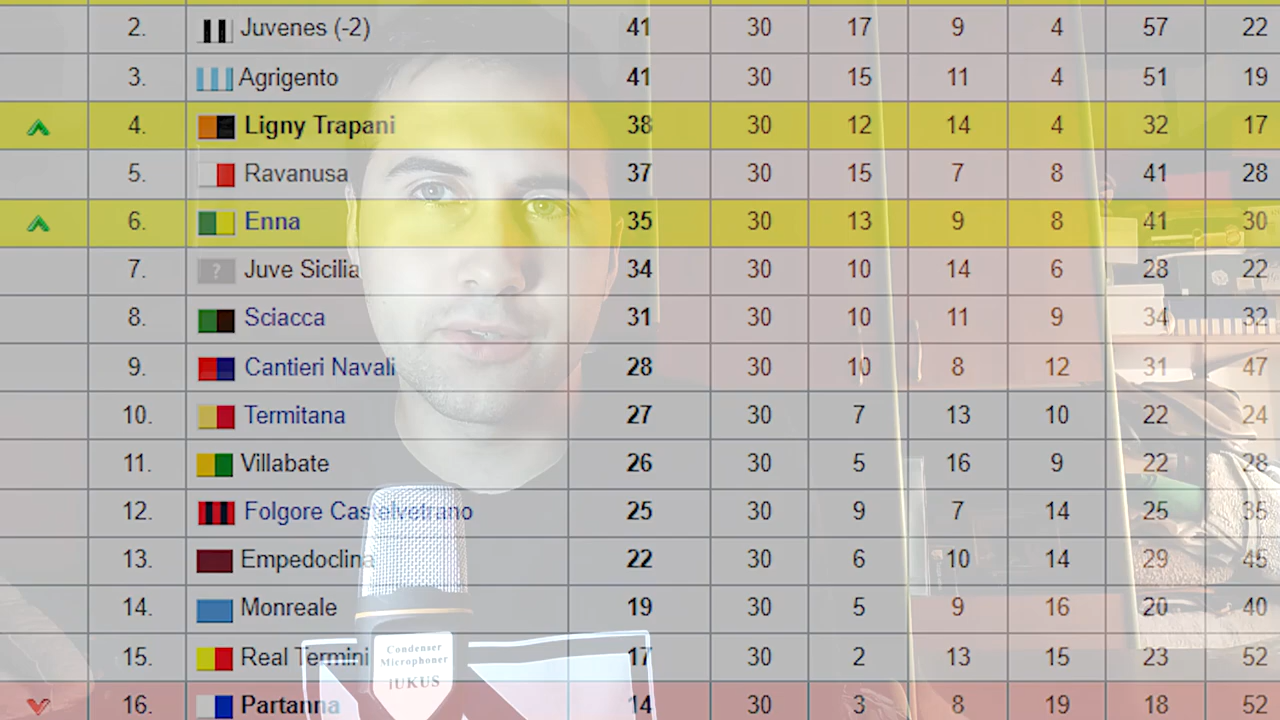 2. Juvenes (-2) 41 30 17 9 4 57 22
3. Agrigento 41 30 15 11 4 51 19
4. Ligny Trapani 38 30 12 14 4 32 17
5. Ravanusa 37 30 15 7 8 41 28
6. Enna 35 30 13 9 8 41 30
7. ? Juve Sicilia 34 30 10 14 6 28 22
8. Sciacca 31 30 10 11 9 34 32
9. Cantieri Navali 28 30 10 8 12 31 47
10. Termitana 27 30 7 13 10 22 24
11. Villabate 26 30 5 16 9 22 28
12. Folgore Castelvetrano 25 30 9 7 14 25 35
13. Empedoclina 22 30 6 10 14 29 45
14. Monreale 19 30 5 9 16 20 40
15. Real Termini 17 30 2 13 15 23 52
16. Partanna 14 30 3 8 19 18 52
Condenser
Microphoner
IUKUS